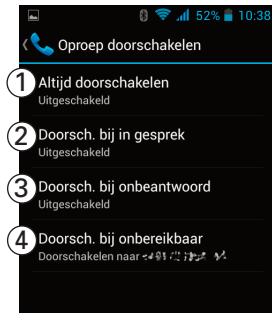 52% 10:38
Oproep doorschakelen
1 Altijd doorschakelen
Uitgeschakeld
2 Doorsch. bij in gesprek
Uitgeschakeld
3 Doorsch. bij onbeantwoord
Uitgeschakeld
4 Doorsch. bij onbereikbaar
Doorschakelen naar